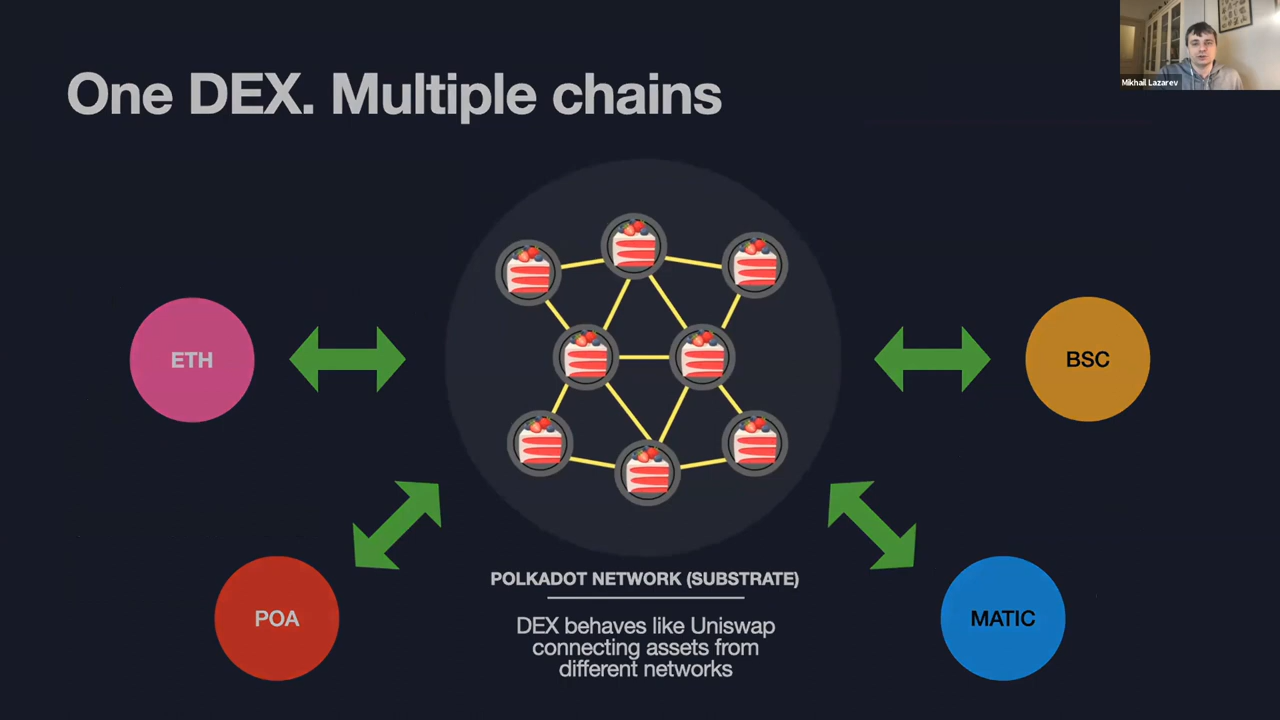 One DEX. Multiple chains
Mikhail Lazarev
ETH
BSC
POA
MATIC
POLKADOT NETWORK (SUBSTRATE)
DEX behaves like Uniswap
connecting assets from
different networks